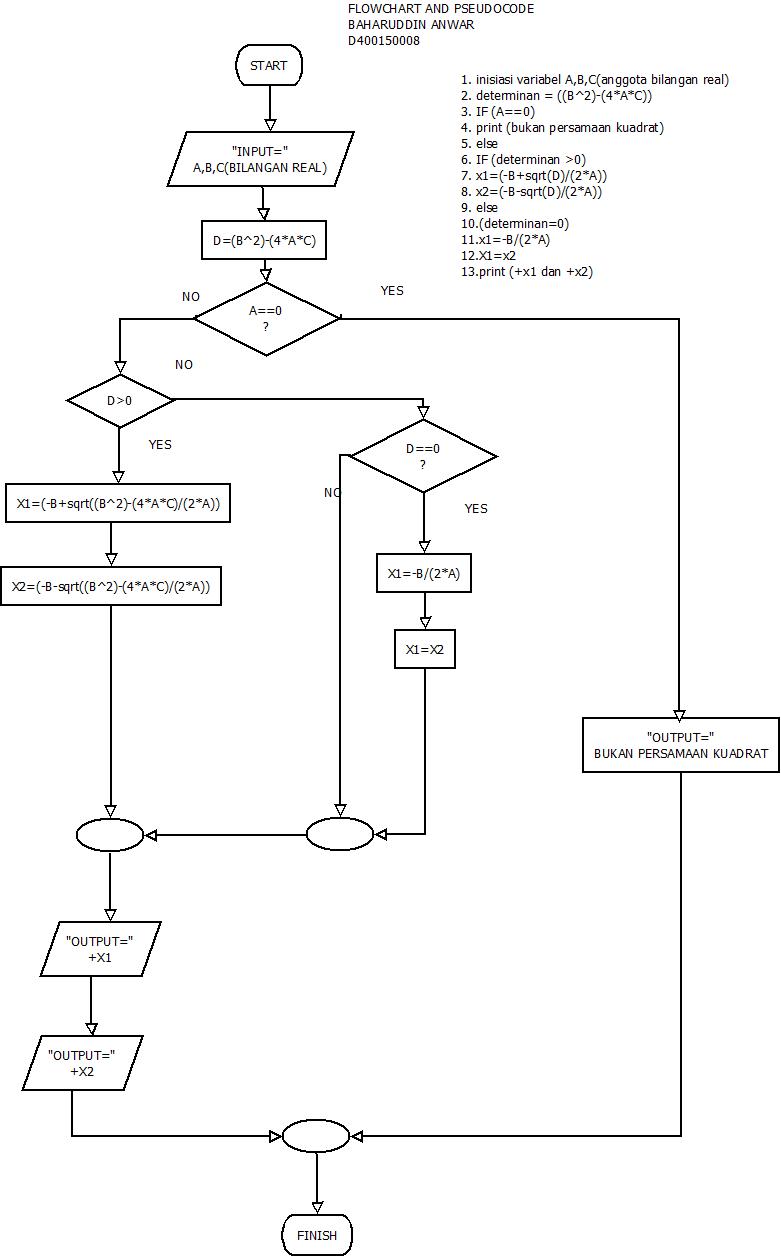 FLOWCHART AND PSEUDOCODE
BAHARUDDIN ANWAR
D400150008
START
1. inisiasi variabel A,B,C(anggota bilangan real)
2. determinan = ((B^2)-(4*A*C))
3. IF (A==0)
4. print (bukan persamaan kuadrat)
5. else
6. IF (determinan >0)
7. x1=(-B+sqrt(D)/(2*A))
8. x2=(-B-sqrt(D)/(2*A))
9. else
10.(determinan=0)
11.x1=-B/(2*A)
12.X1=x2
13.print (+x1 dan +x2)
"INPUT="
A,B,C(BILANGAN REAL)
D=(B^2)-(4*A*C)
NO
YES
A==0
?
NO
D>0
YES
D==0
?
NO
YES
X1=(-B+sqrt((B^2)-(4*A*C)/(2*A))
X2=(-B-sqrt((B^2)-(4*A*C)/(2*A))
X1=-B/(2*A)
X1=X2
"OUTPUT="
BUKAN PERSAMAAN KUADRAT
"OUTPUT="
+X1
"OUTPUT="
+X2
FINISH